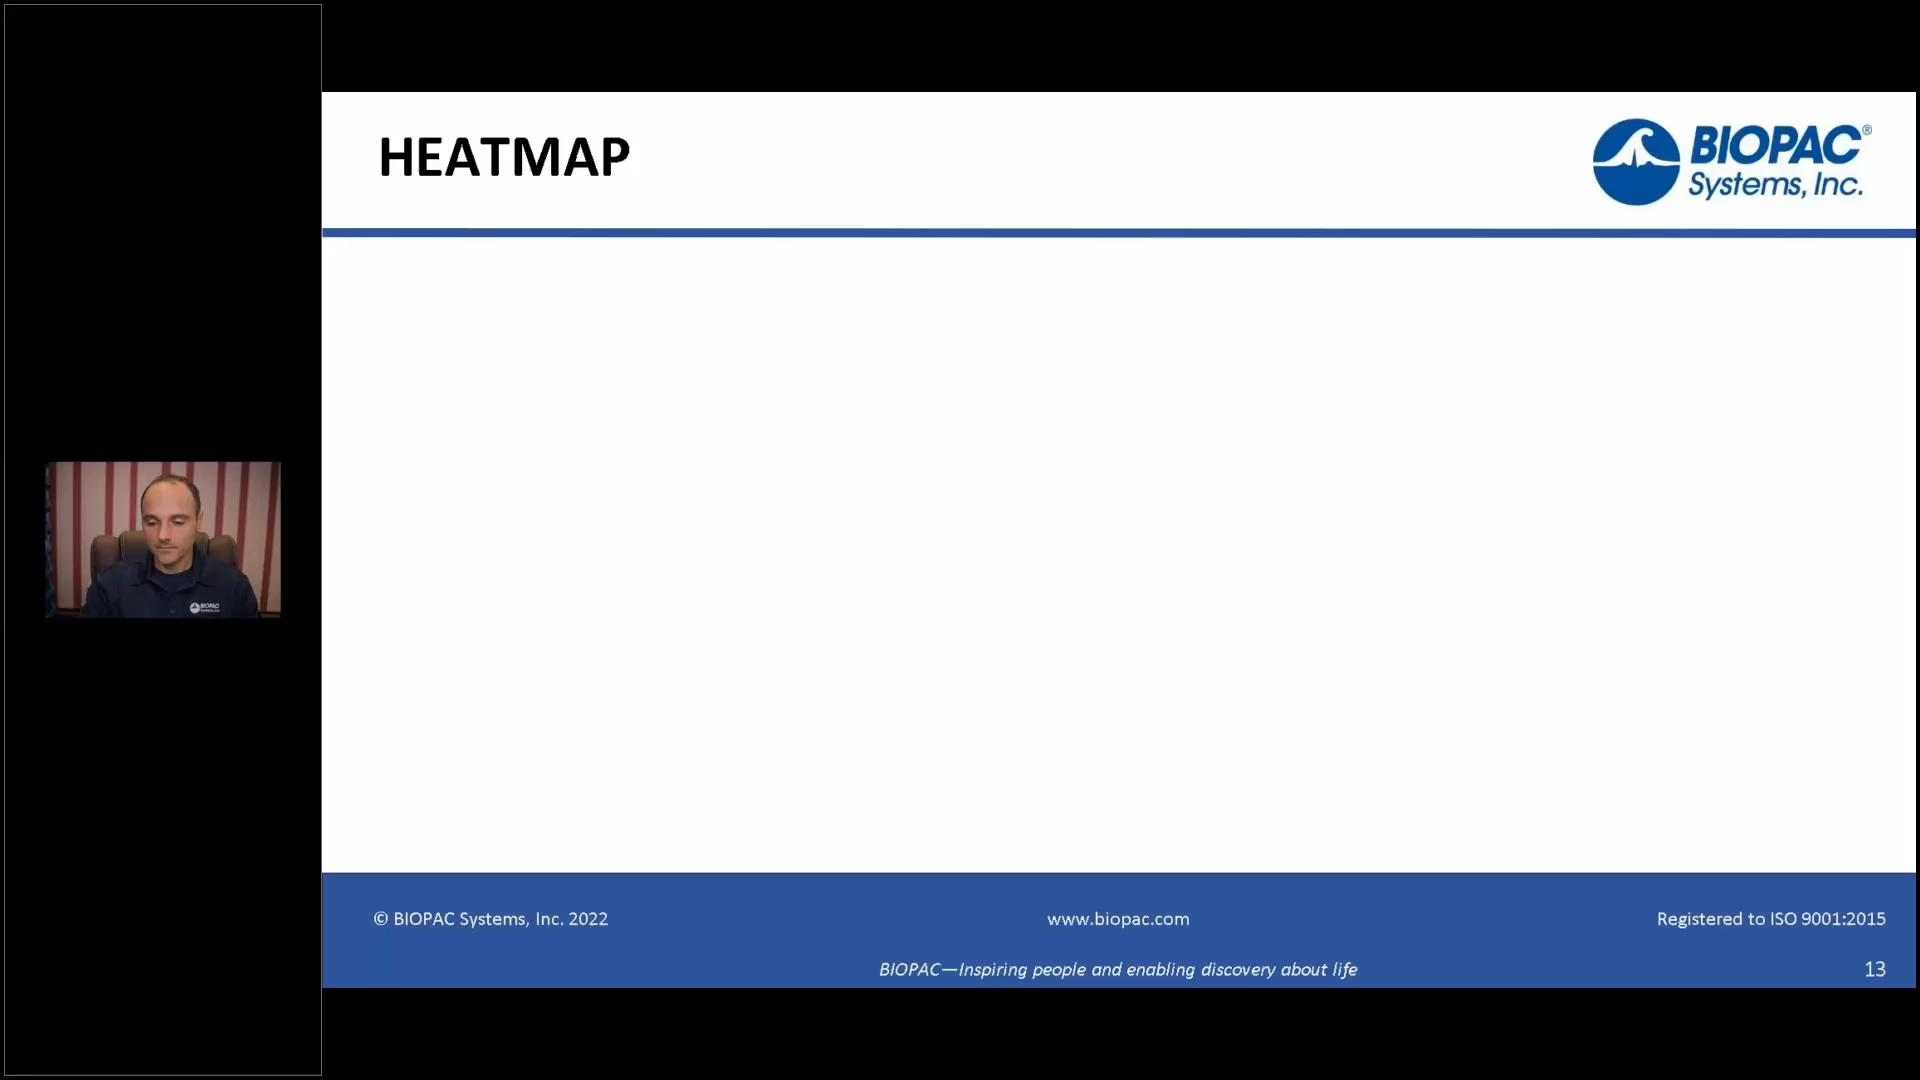 HEATMAP
BIOPAC®
Systems, Inc.
BIOPAC
© BIOPAC Systems, Inc. 2022
www.biopac.com
Registered to ISO 9001:2015
BIOPAC—Inspiring people and enabling discovery about life
13